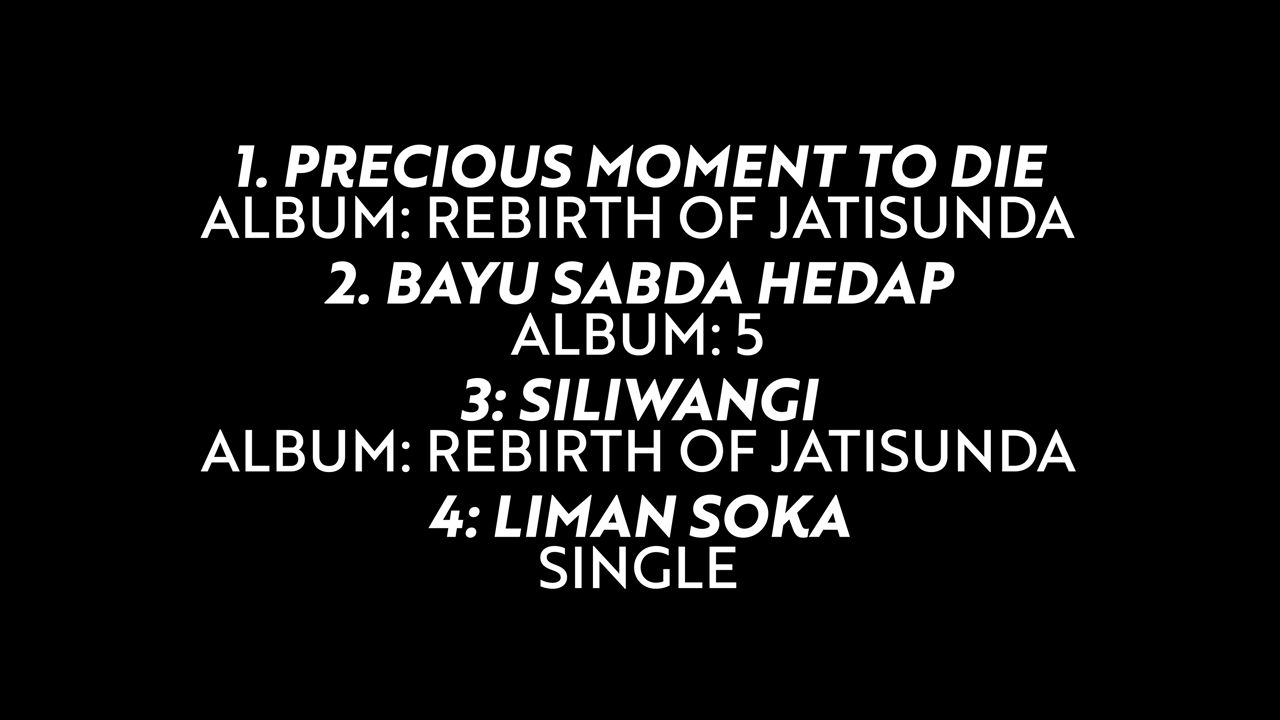 1. PRECIOUS MOMENT TO DIE
ALBUM: REBIRTH OF JATISUNDA
2. BAYU SABDA HEDAP
ALBUM: 5
3: SILIWANGI
ALBUM: REBIRTH OF JATISUNDA
4: LIMAN SOKA
SINGLE